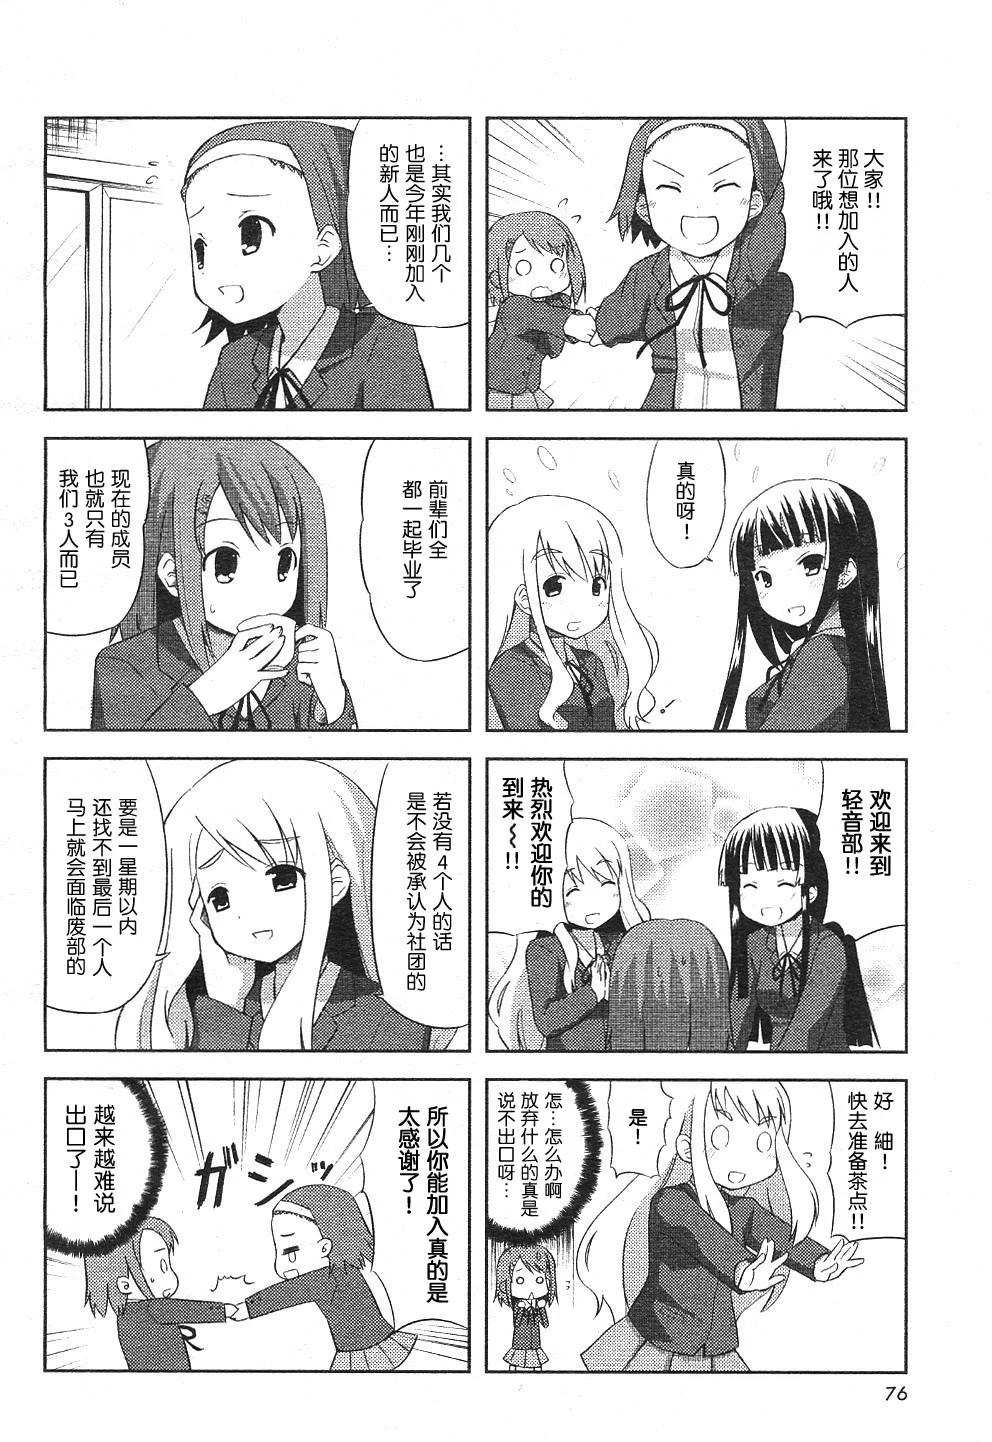 大家!!
那位想加入的人
来了哦!!
真的呀!
欢迎来到
轻音部!!
热烈欢迎你的
到来～!!
好 紬!
快去准备茶点!!
是!
怎…怎么办啊
放弃什么的真是
说不出口呀…
…其实我们几个
也是今年刚刚加入
的新人而已…
前辈们全
都一起毕业了
现在的成员
也就只有
我们3人而已
若没有4个人的话
是不会被承认为社团的
要是一星期以内
还找不到最后一个人
马上就会面临废部的
所以你能加入真的是
太感谢了!
ガシッ
越来越难说
出口了—!
76